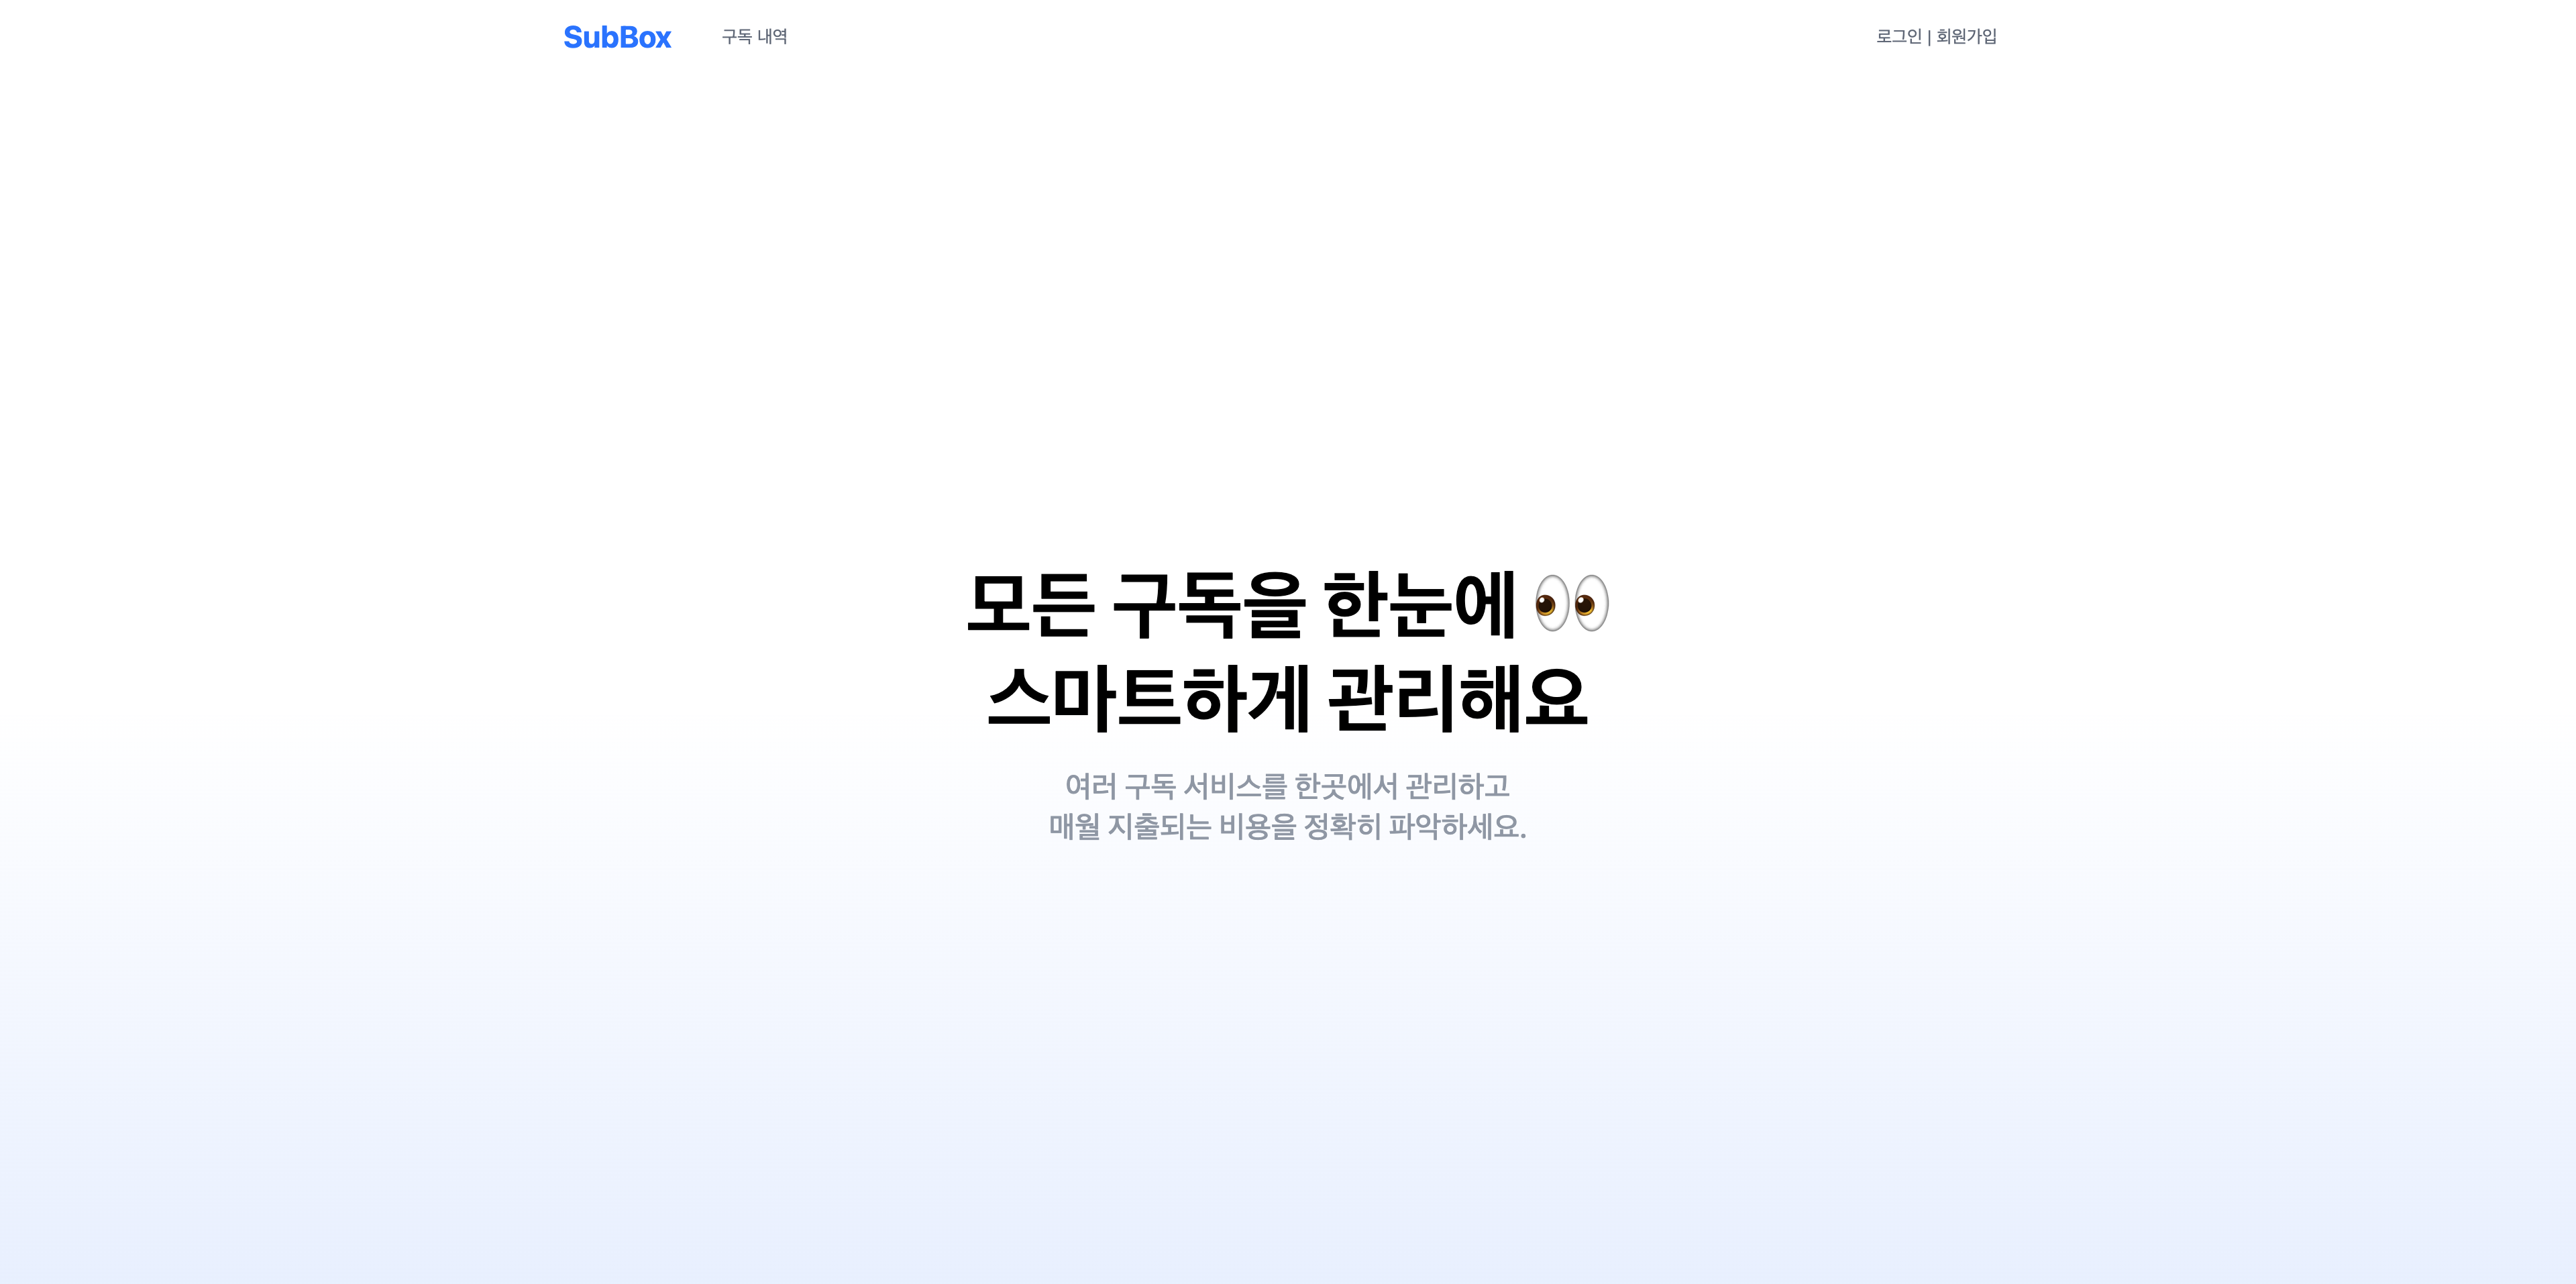 SubBox 구독 내역 로그인 | 회원가입
모든 구독을 한눈에 👀
스마트하게 관리해요
여러 구독 서비스를 한곳에서 관리하고
매월 지출되는 비용을 정확히 파악하세요.